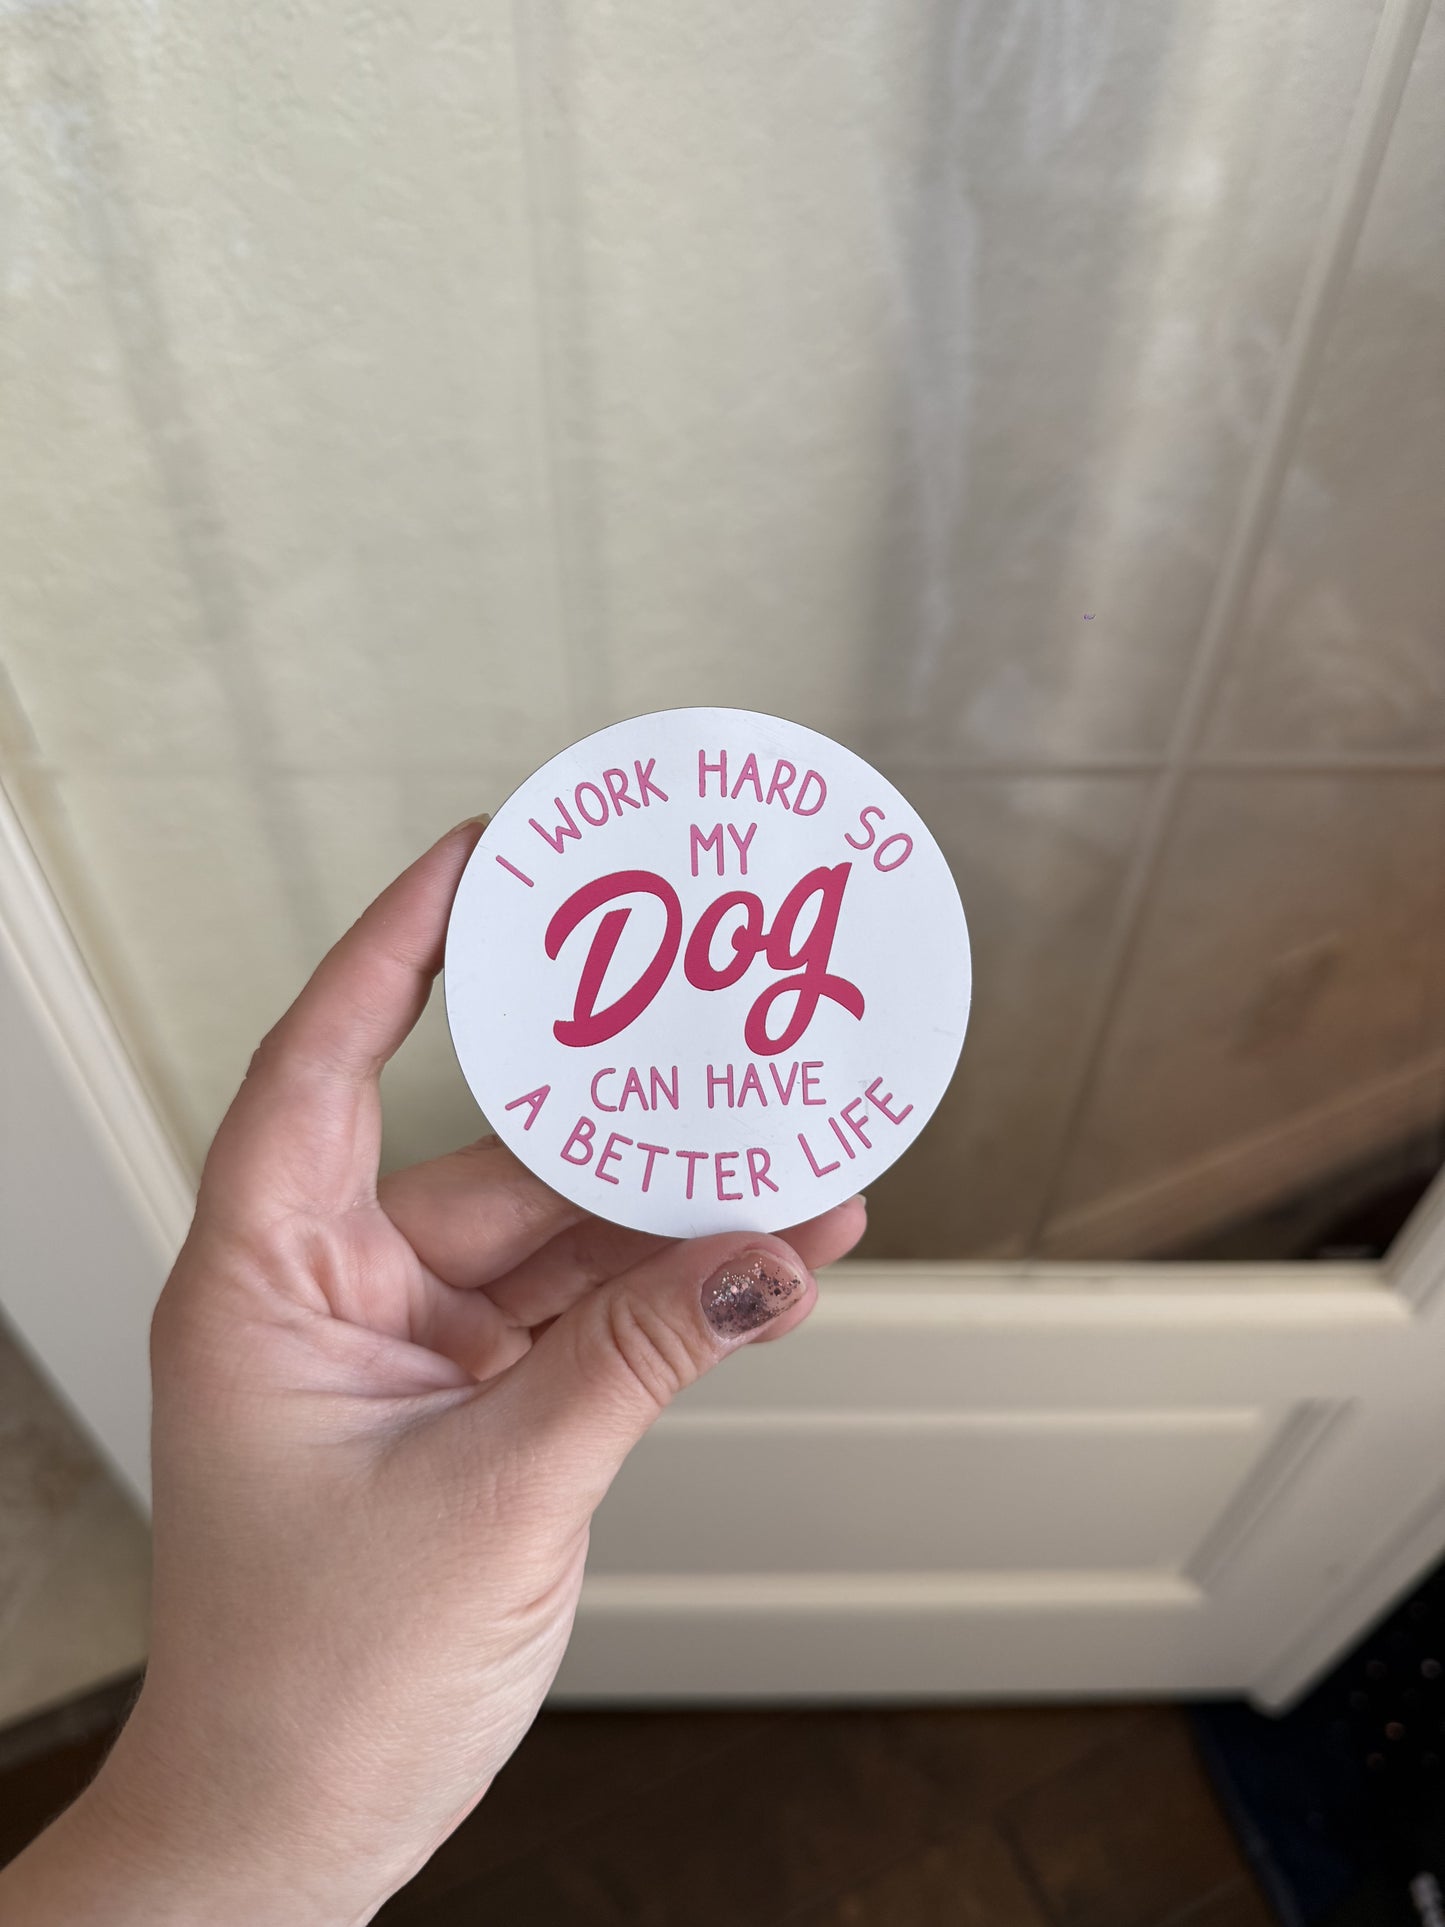 I WORK HARD SO
MY
Dog
CAN HAVE
A BETTER LIFE